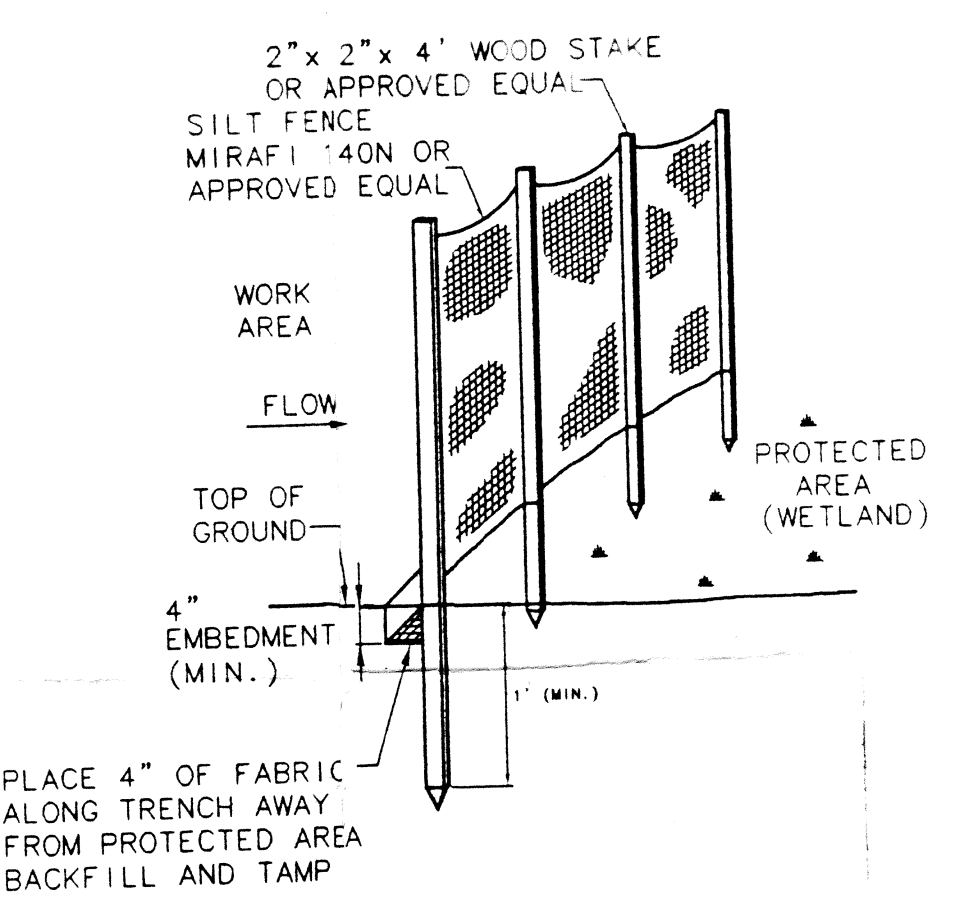 2" x 2" x 4' WOOD STAKE
OR APPROVED EQUAL
SILT FENCE
MIRAFI 140N OR
APPROVED EQUAL
WORK
AREA
FLOW
TOP OF
GROUND
PROTECTED
AREA
(WETLAND)
4"
EMBEDMENT
(MIN.)
1' (MIN.)
PLACE 4" OF FABRIC
ALONG TRENCH AWAY
FROM PROTECTED AREA
BACKFILL AND TAMP